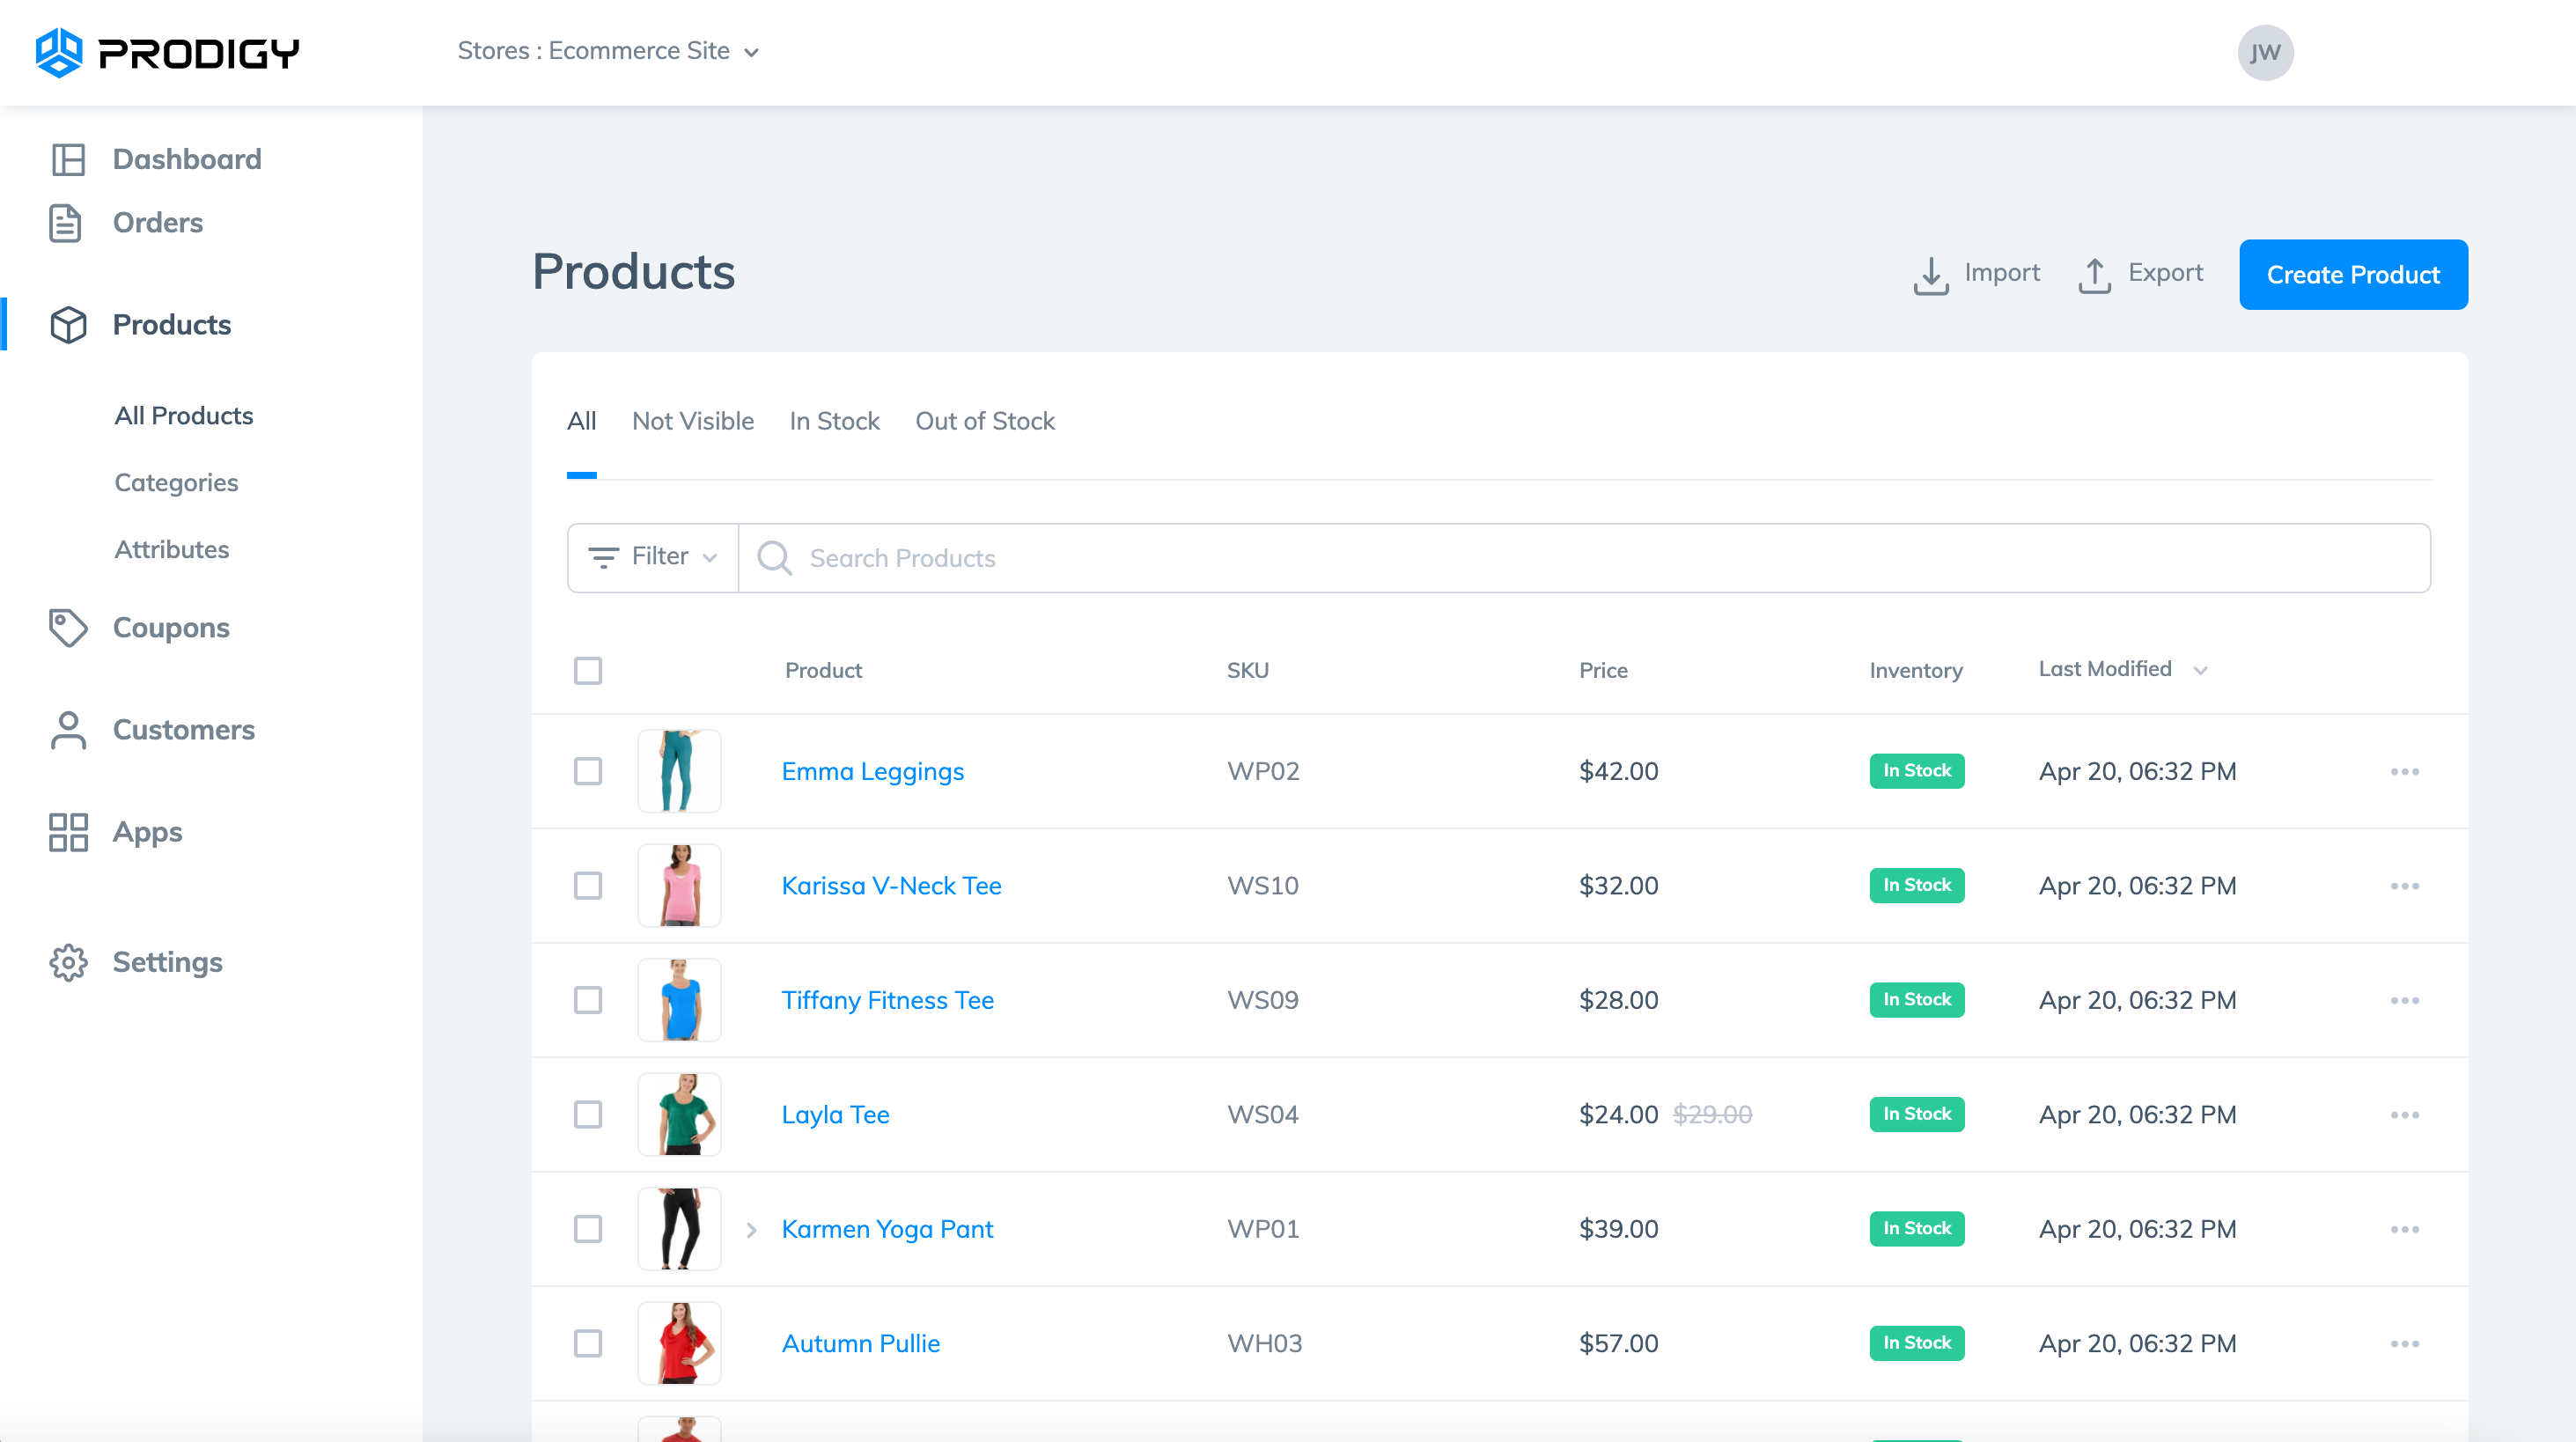 PRODIGY
Stores : Ecommerce Site
JW
Dashboard
Orders
Products
All Products
Categories
Attributes
Coupons
Customers
Apps
Settings
Products
Import
Export
Create Product
All Not Visible In Stock Out of Stock
Filter
Search Products
Product SKU Price Inventory Last Modified
Emma Leggings WP02 $42.00 In Stock Apr 20, 06:32 PM
Karissa V-Neck Tee WS10 $32.00 In Stock Apr 20, 06:32 PM
Tiffany Fitness Tee WS09 $28.00 In Stock Apr 20, 06:32 PM
Layla Tee WS04 $24.00 $29.00 In Stock Apr 20, 06:32 PM
Karmen Yoga Pant WP01 $39.00 In Stock Apr 20, 06:32 PM
Autumn Pullie WH03 $57.00 In Stock Apr 20, 06:32 PM